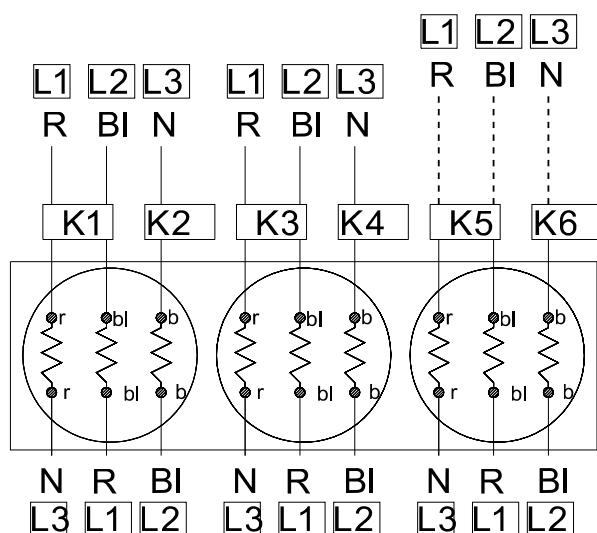 L1 L2 L3
R Bl N
L1 L2 L3
R Bl N
L1 L2 L3
R Bl N
K1 K2 K3 K4 K5 K6
r bl b r bl b r bl b
r bl b r bl b r bl b
N R Bl N R Bl N R Bl
L3 L1 L2 L3 L1 L2 L3 L1 L2